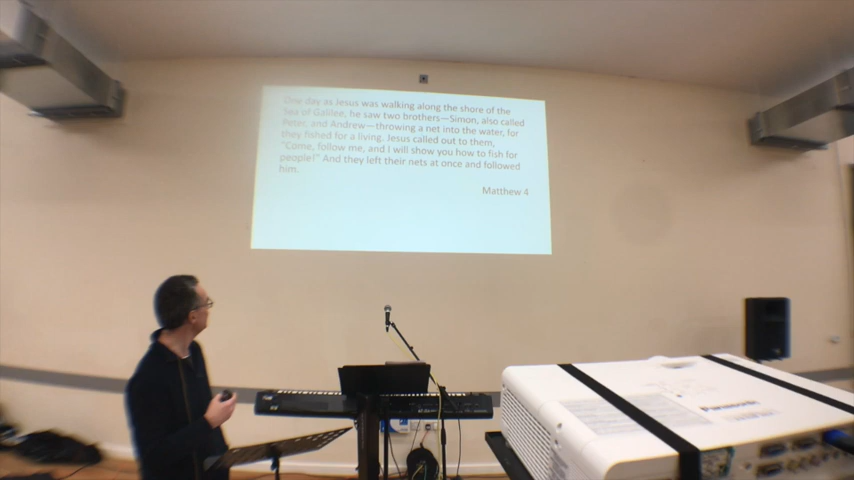 One day as Jesus was walking along the shore of the
Sea of Galilee, he saw two brothers—Simon, also called
Peter, and Andrew—throwing a net into the water, for
they fished for a living. Jesus called out to them,
"Come, follow me, and I will show you how to fish for
people!" And they left their nets at once and followed
him.
Matthew 4
Panasonic